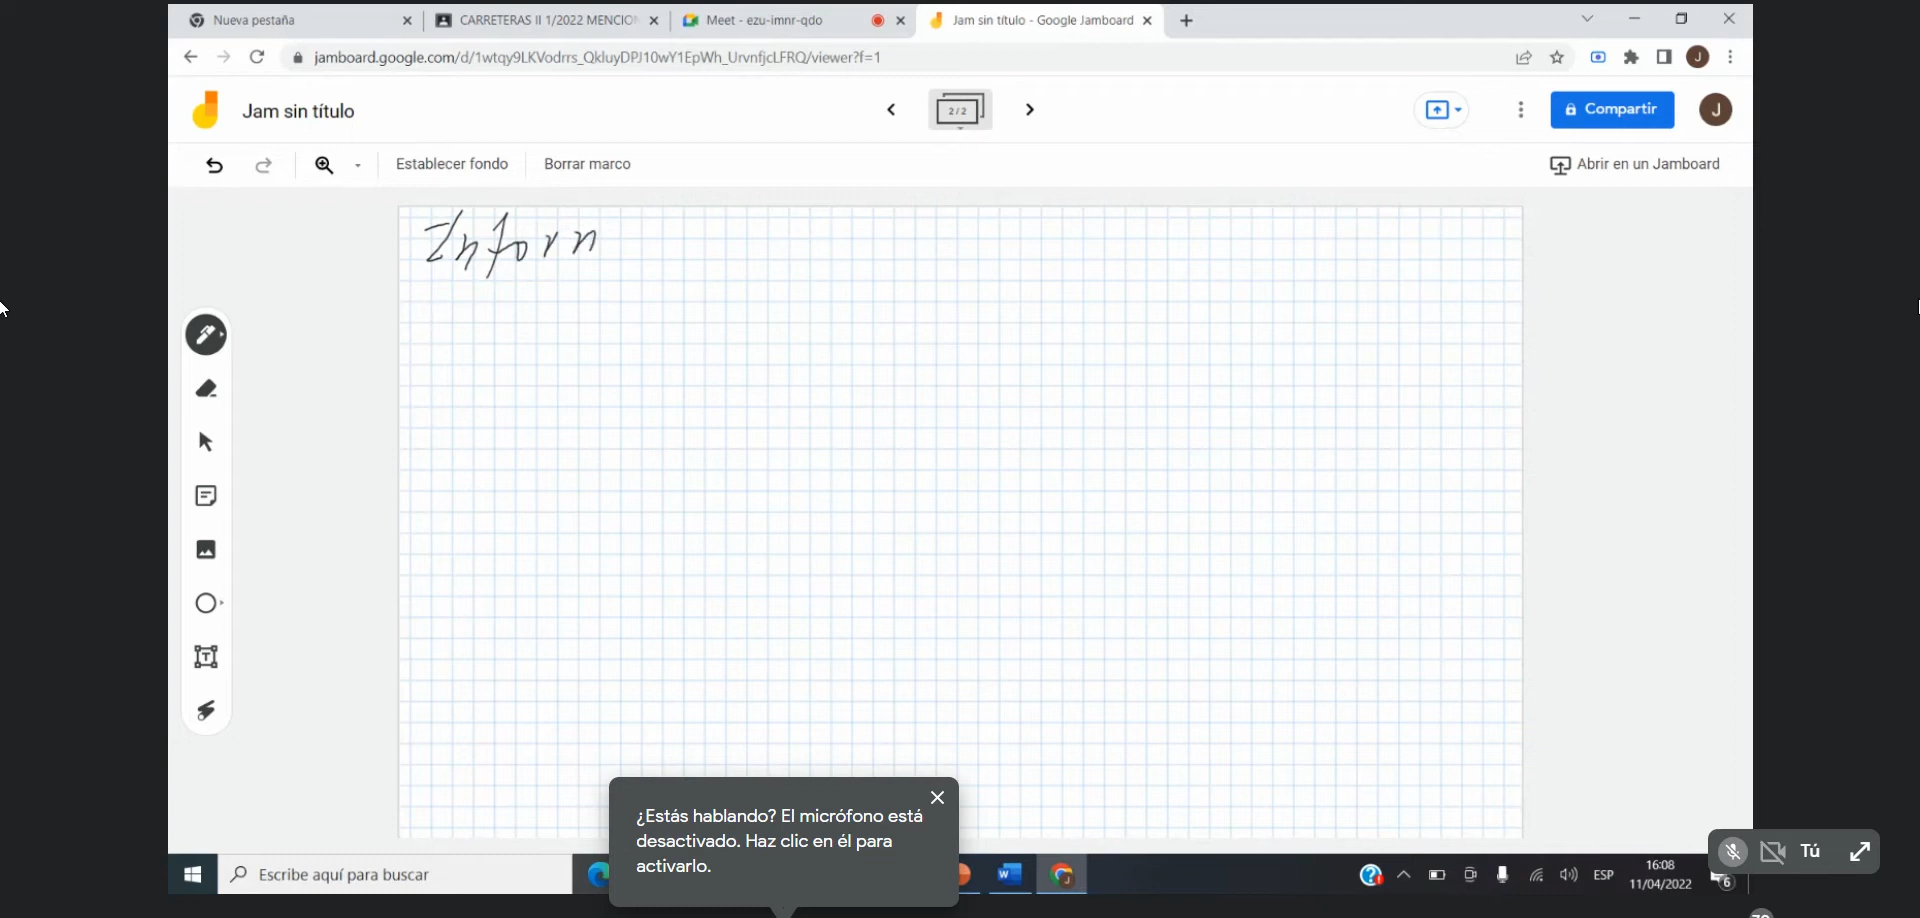 Nueva pestaña
CARRETERAS II 1/2022 MENCION
Meet - ezu-imnr-qdo
Jam sin título - Google Jamboard
jamboard.google.com/d/1wtqy9LKVodrrs_QkluyDPJ10wY1EpWh_UrvnfjcLFRQ/viewer?f=1
J
Jam sin título
2 / 2
Compartir
J
Establecer fondo
Borrar marco
Abrir en un Jamboard
Inform
¿Estás hablando? El micrófono está
desactivado. Haz clic en él para
activarlo.
Tú
Escribe aquí para buscar
ESP
16:08
11/04/2022
6